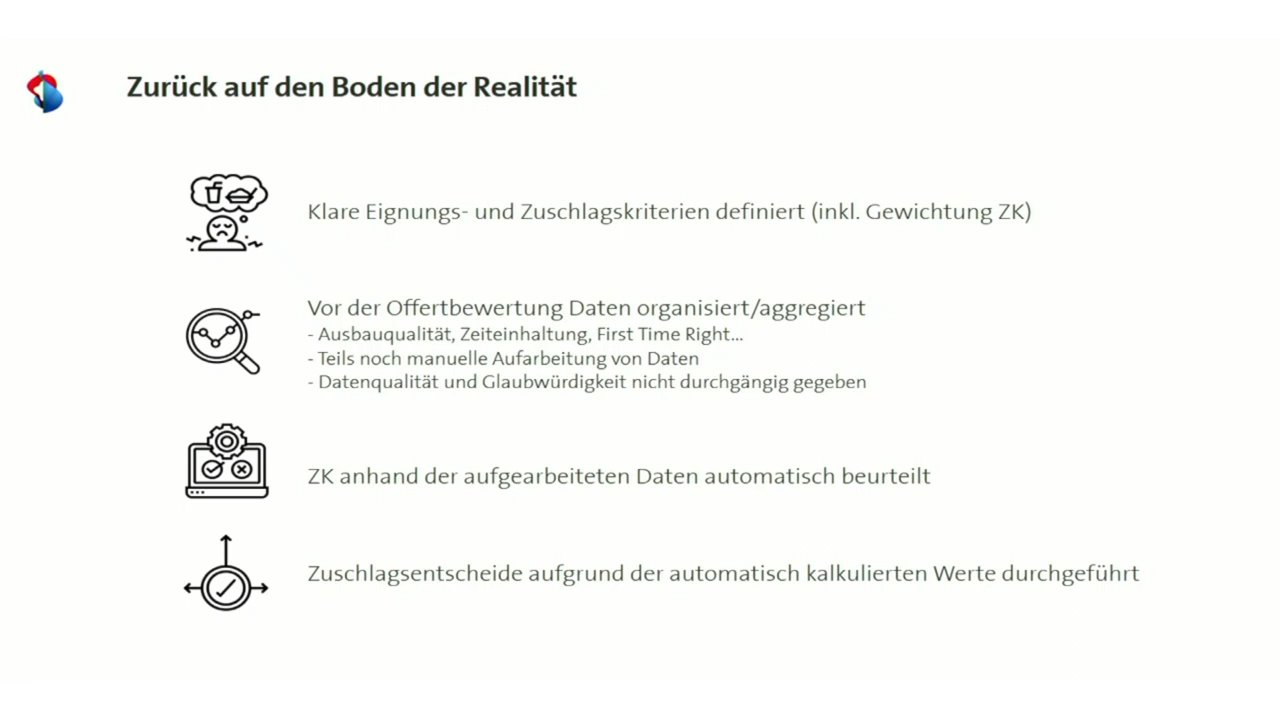 Zurück auf den Boden der Realität
Klare Eignungs- und Zuschlagskriterien definiert (inkl. Gewichtung ZK)
Vor der Offertbewertung Daten organisiert/aggregiert
- Ausbauqualität, Zeiteinhaltung, First Time Right...
- Teils noch manuelle Aufarbeitung von Daten
- Datenqualität und Glaubwürdigkeit nicht durchgängig gegeben
ZK anhand der aufgearbeiteten Daten automatisch beurteilt
Zuschlagsentscheide aufgrund der automatisch kalkulierten Werte durchgeführt